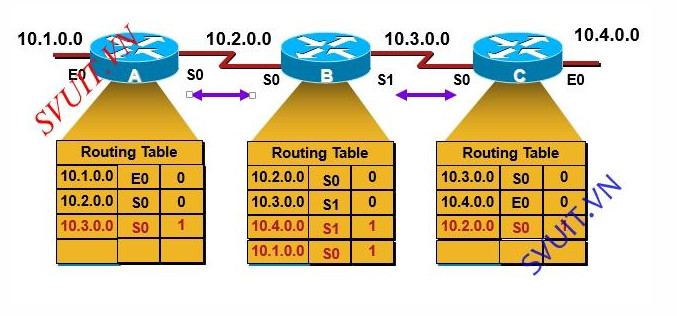 10.1.0.0 10.2.0.0 10.3.0.0 10.4.0.0
E0 A S0 S0 B S1 S0 C E0
SVUIT.VN
Routing Table
10.1.0.0 E0 0
10.2.0.0 S0 0
10.3.0.0 S0 1
Routing Table
10.2.0.0 S0 0
10.3.0.0 S1 0
10.4.0.0 S1 1
10.1.0.0 S0 1
Routing Table
10.3.0.0 S0 0
10.4.0.0 E0 0
10.2.0.0 S0 1
SVUIT.VN